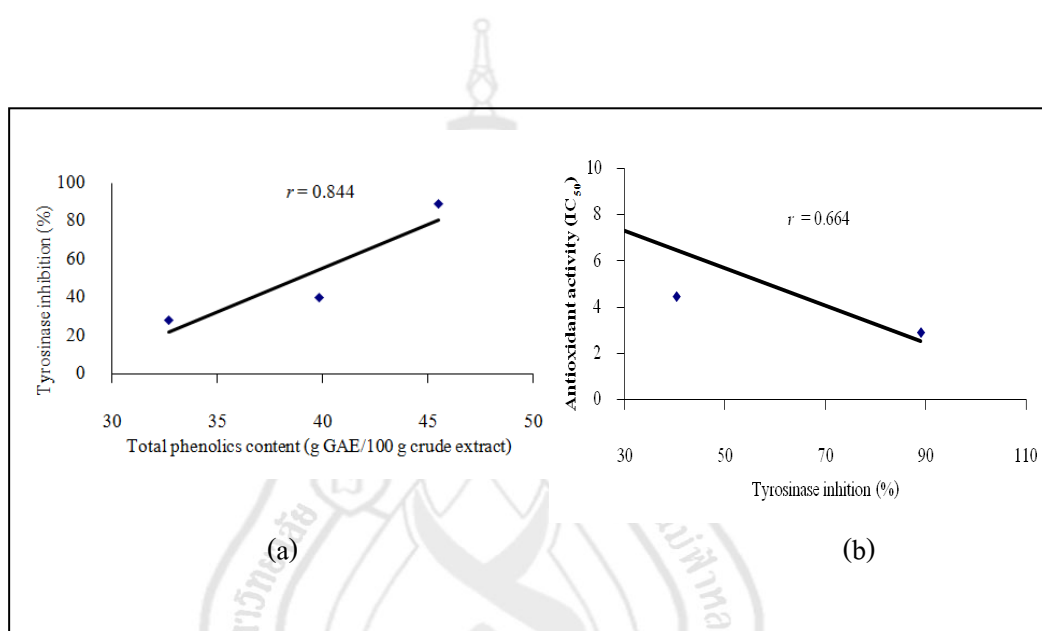 100
80
60
40
20
0
Tyrosinase inhibition (%)
r = 0.844
30 35 40 45 50
Total phenolics content (g GAE/100 g crude extract)
(a)
10
8
6
4
2
0
Antioxidant activity (IC50)
r = 0.664
30 50 70 90 110
Tyrosinase inhition (%)
(b)